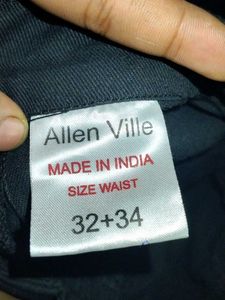 Allen Ville
MADE IN INDIA
SIZE WAIST
32+34